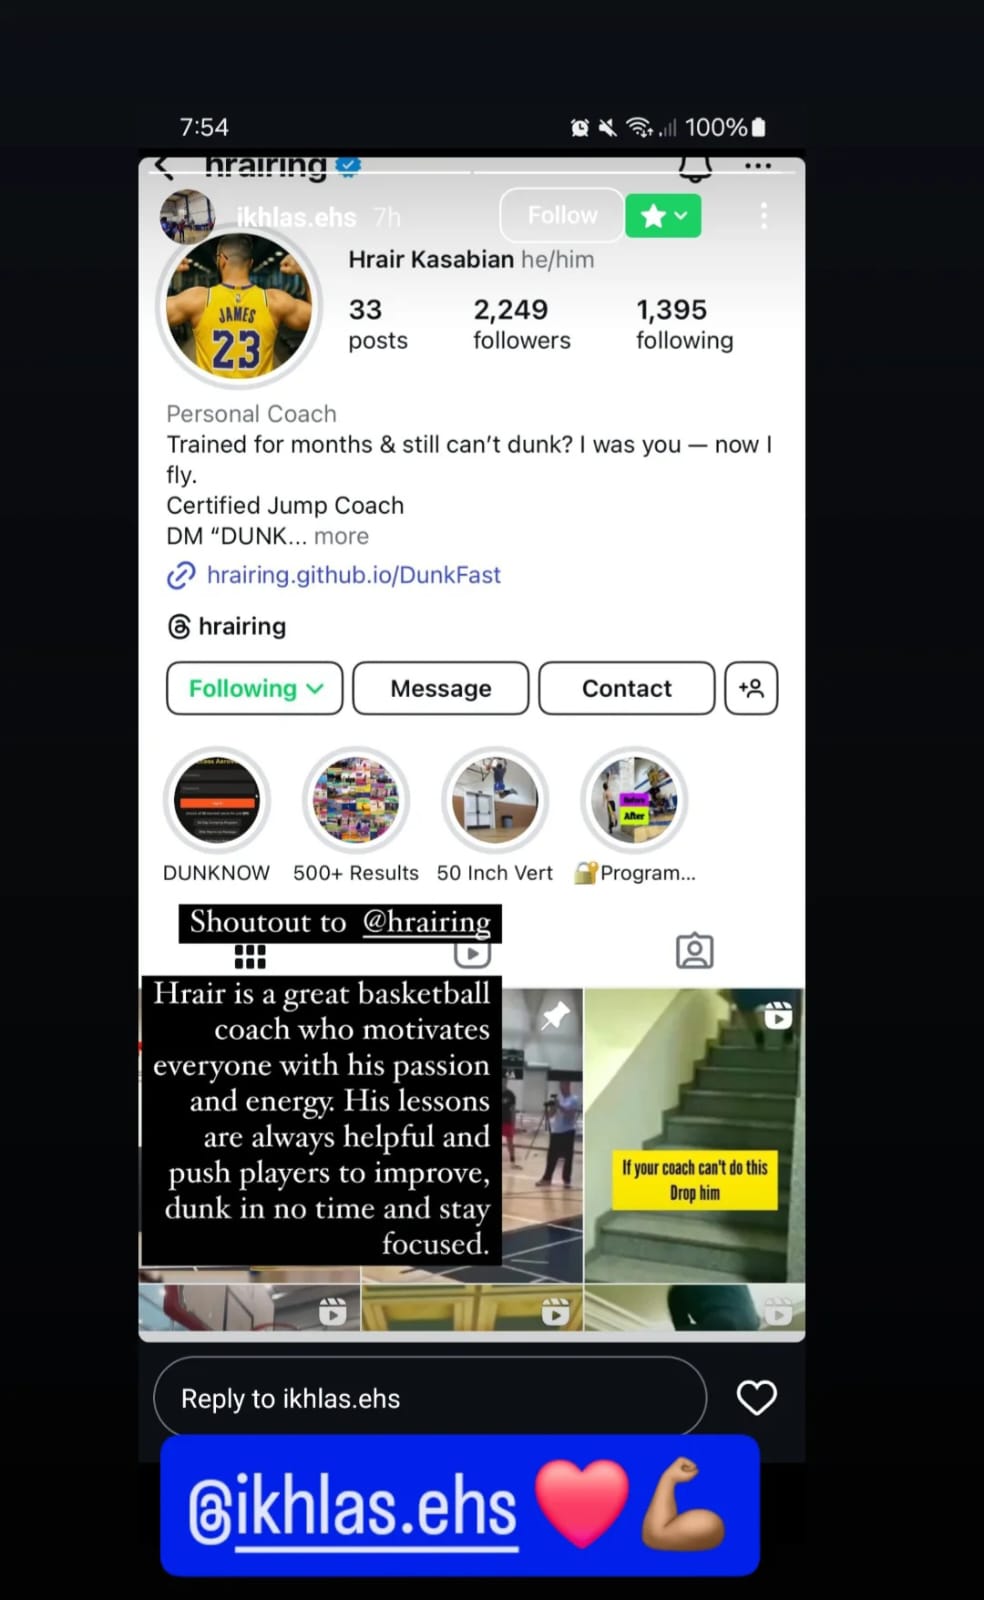 7:54
100%
hrairing
ikhlas.ehs 7h
Follow
Hrair Kasabian he/him
33
2,249
1,395
posts
followers
following
JAMES
23
Personal Coach
Trained for months & still can't dunk? I was you — now I
fly.
Certified Jump Coach
DM “DUNK... more
hrairing.github.io/DunkFast
hrairing
Following
Message
Contact
Before
After
DUNKNOW
500+ Results
50 Inch Vert
🔐Program...
Shoutout to @hrairing
Hrair is a great basketball
coach who motivates
everyone with his passion
and energy. His lessons
are always helpful and
push players to improve,
dunk in no time and stay
focused.
If your coach can't do this
Drop him
Reply to ikhlas.ehs
@ikhlas.ehs ❤️💪🏽